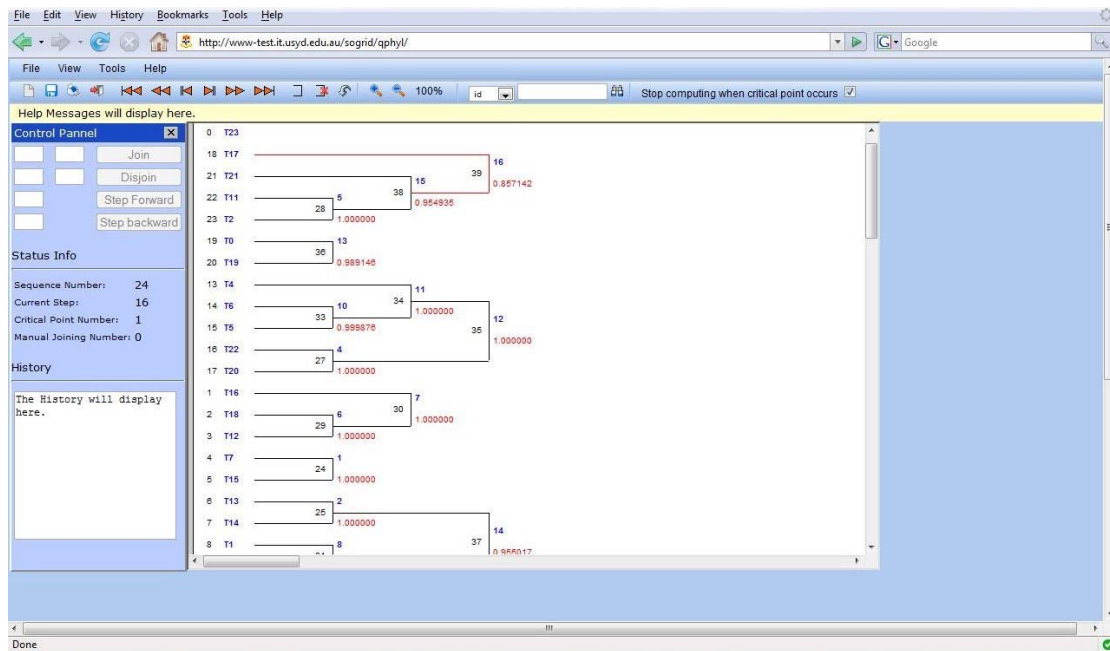 File Edit View History Bookmarks Tools Help
http://www-test.it.usyd.edu.au/sogrid/qphyl/
G Google
File View Tools Help
100% id Stop computing when critical point occurs
Help Messages will display here.
Control Pannel
Join
Disjoin
Step Forward
Step backward
Status Info
Sequence Number: 24
Current Step: 16
Critical Point Number: 1
Manual Joining Number: 0
History
The History will display
here.
0 T23
18 T17
16
39
0.857142
21 T21
15
38
0.954935
22 T11
5
28
1.000000
23 T2
19 T0
13
36
0.989146
20 T19
13 T4
11
34
1.000000
14 T6
10
33
0.999876
15 T5
12
35
1.000000
16 T22
4
27
1.000000
17 T20
1 T16
7
30
1.000000
2 T18
6
29
1.000000
3 T12
4 T7
1
24
1.000000
5 T15
6 T13
2
25
1.000000
7 T14
14
37
0.955017
8 T1
8
Done